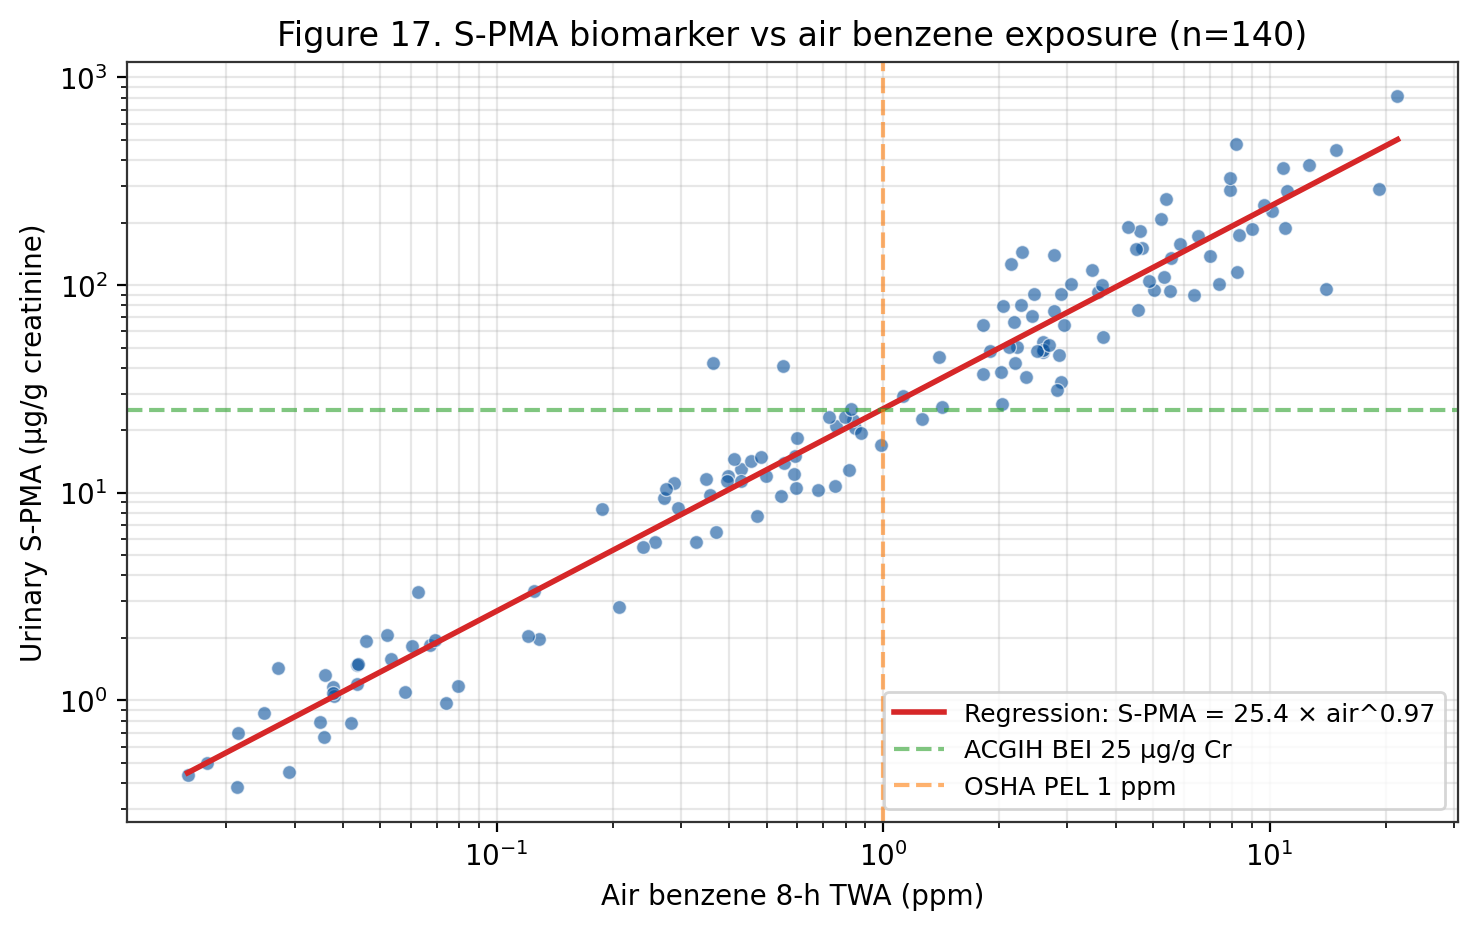 Figure 17. S-PMA biomarker vs air benzene exposure (n=140)
Urinary S-PMA (µg/g creatinine)
10³
10²
10¹
10⁰
Regression: S-PMA = 25.4 × air^0.97
ACGIH BEI 25 µg/g Cr
OSHA PEL 1 ppm
10⁻¹ 10⁰ 10¹
Air benzene 8-h TWA (ppm)